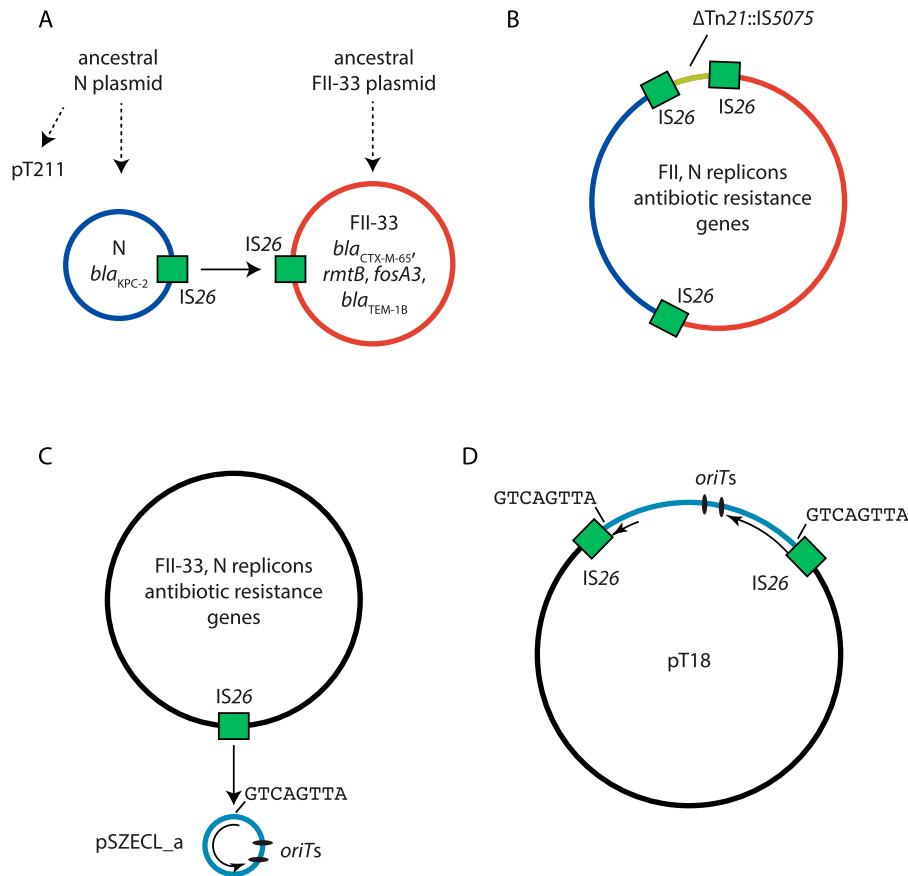 A
ancestral
N plasmid
ancestral
FII-33 plasmid
pT211
N
blaKPC-2
IS26
IS26
FII-33
blaCTX-M-65,
rmtB, fosA3,
blaTEM-1B
B
ΔTn21::IS5075
IS26
IS26
FII, N replicons
antibiotic resistance
genes
IS26
C
FII-33, N replicons
antibiotic resistance
genes
IS26
GTCAGTTA
pSZECL_a
oriTs
D
oriTs
GTCAGTTA
GTCAGTTA
IS26
IS26
pT18